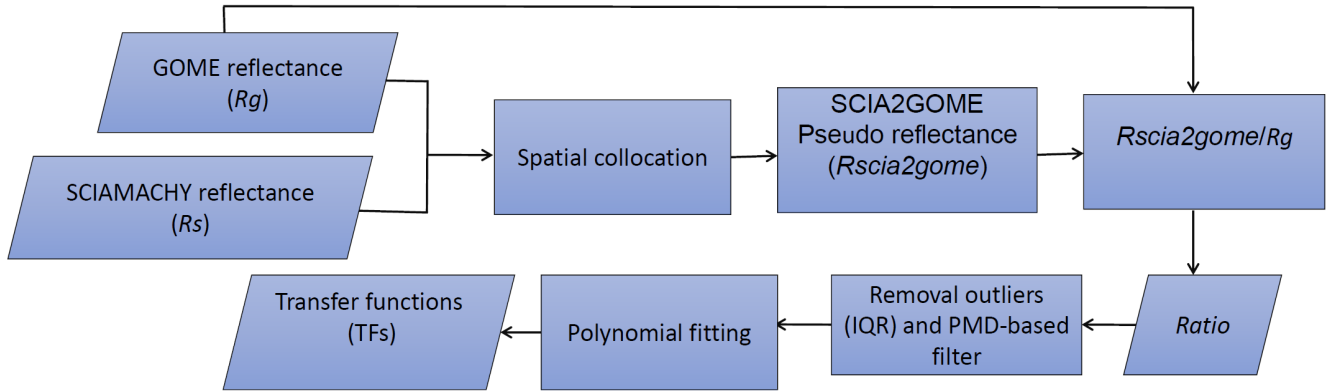 GOME reflectance
(Rg)
SCIAMACHY reflectance
(Rs)
Spatial collocation
SCIA2GOME
Pseudo reflectance
(Rscia2gome)
Rscia2gome/Rg
Ratio
Removal outliers
(IQR) and PMD-based
filter
Polynomial fitting
Transfer functions
(TFs)